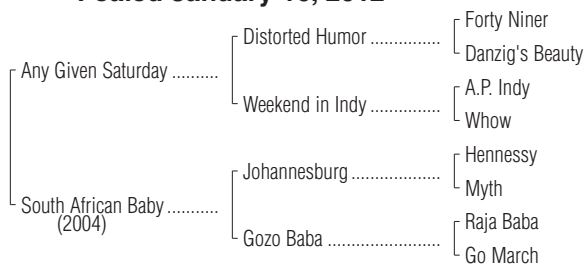 Foaled January 2012
Forty Niner
Distorted Humor ...............
Danzig's Beauty
Any Given Saturday ..........
A.P. Indy
Weekend in Indy ...............
Whow
Hennessy
Johannesburg ...................
Myth
South African Baby ...........
(2004)
Raja Baba
Gozo Baba .......................
Go March